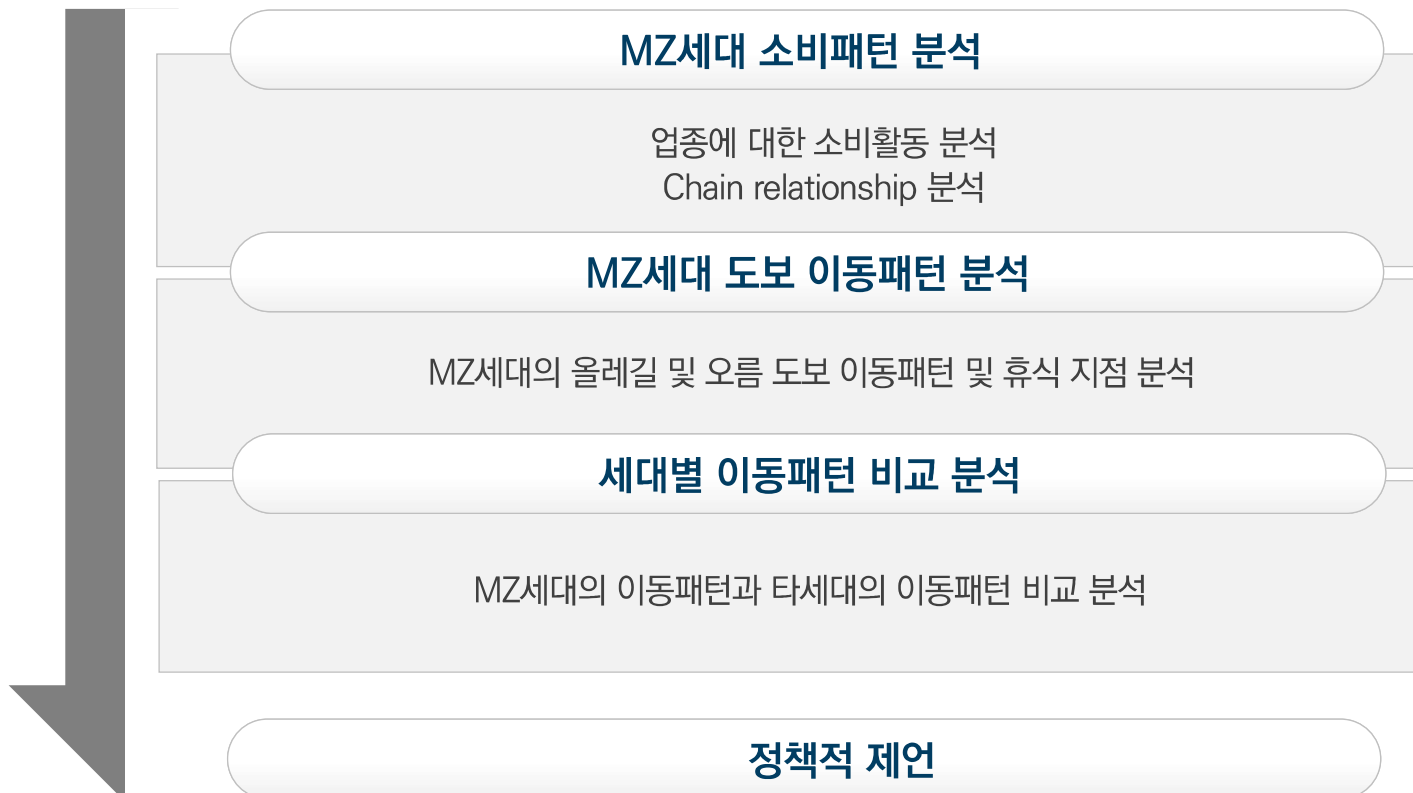 MZ세대 소비패턴 분석
업종에 대한 소비활동 분석
Chain relationship 분석
MZ세대 도보 이동패턴 분석
MZ세대의 올레길 및 오름 도보 이동패턴 및 휴식 지점 분석
세대별 이동패턴 비교 분석
MZ세대의 이동패턴과 타세대의 이동패턴 비교 분석
정책적 제언